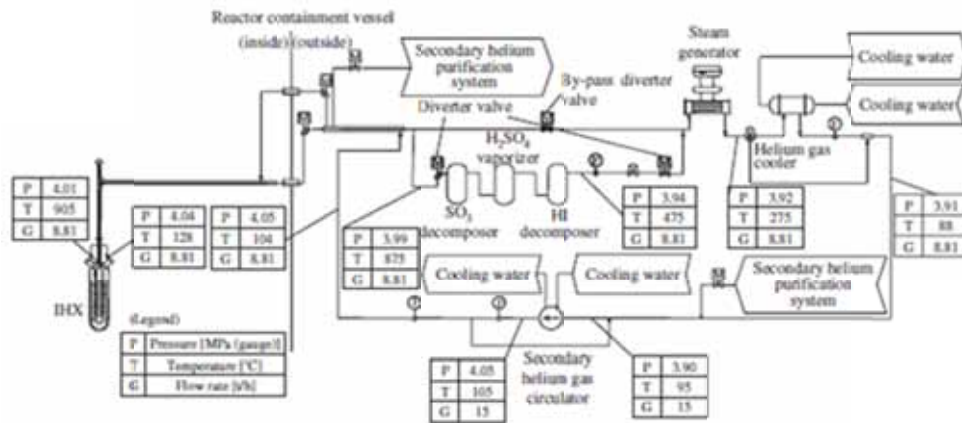 Reactor containment vessel
(inside) (outside)
Secondary helium
purification
system
Steam
generator
Cooling water
Cooling water
By-pass diverter
valve
Diverter valve
H₂SO₄
vaporizer
Helium gas
cooler
SO₃
decomposer
HI
decomposer
P 4.01
T 905
G 8.81
P 4.04
T 128
G 8.81
P 4.05
T 104
G 8.81
P 3.99
T 875
G 8.81
P 3.94
T 475
G 8.81
P 3.92
T 275
G 8.81
P 3.91
T 88
G 8.81
IHX
Cooling water
Cooling water
Secondary helium
purification
system
(Legend)
P Pressure [MPa (gauge)]
T Temperature [°C]
G Flow rate [t/h]
Secondary
helium gas
circulator
P 4.05
T 105
G 15
P 3.90
T 95
G 15